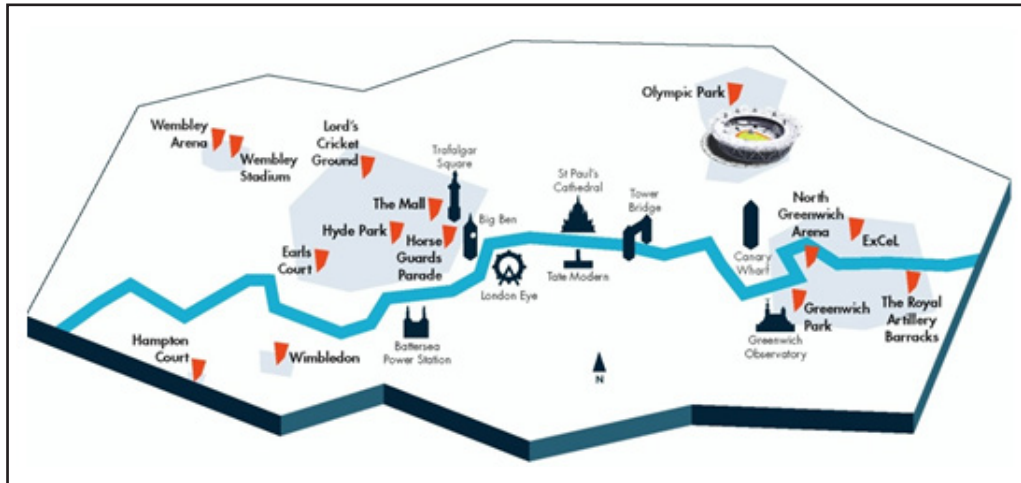 Olympic Park
Wembley
Arena
Wembley
Stadium
Lord's
Cricket
Ground
Trafalgar
Square
St Paul's
Cathedral
Tower
Bridge
North
Greenwich
Arena
The Mall
Hyde Park
Big Ben
Horse
Guards
Parade
Earls
Court
ExCeL
Canary
Wharf
Tate Modern
London Eye
The Royal
Artillery
Barracks
Greenwich
Park
Greenwich
Observatory
Hampton
Court
Wimbledon
Battersea
Power Station
N